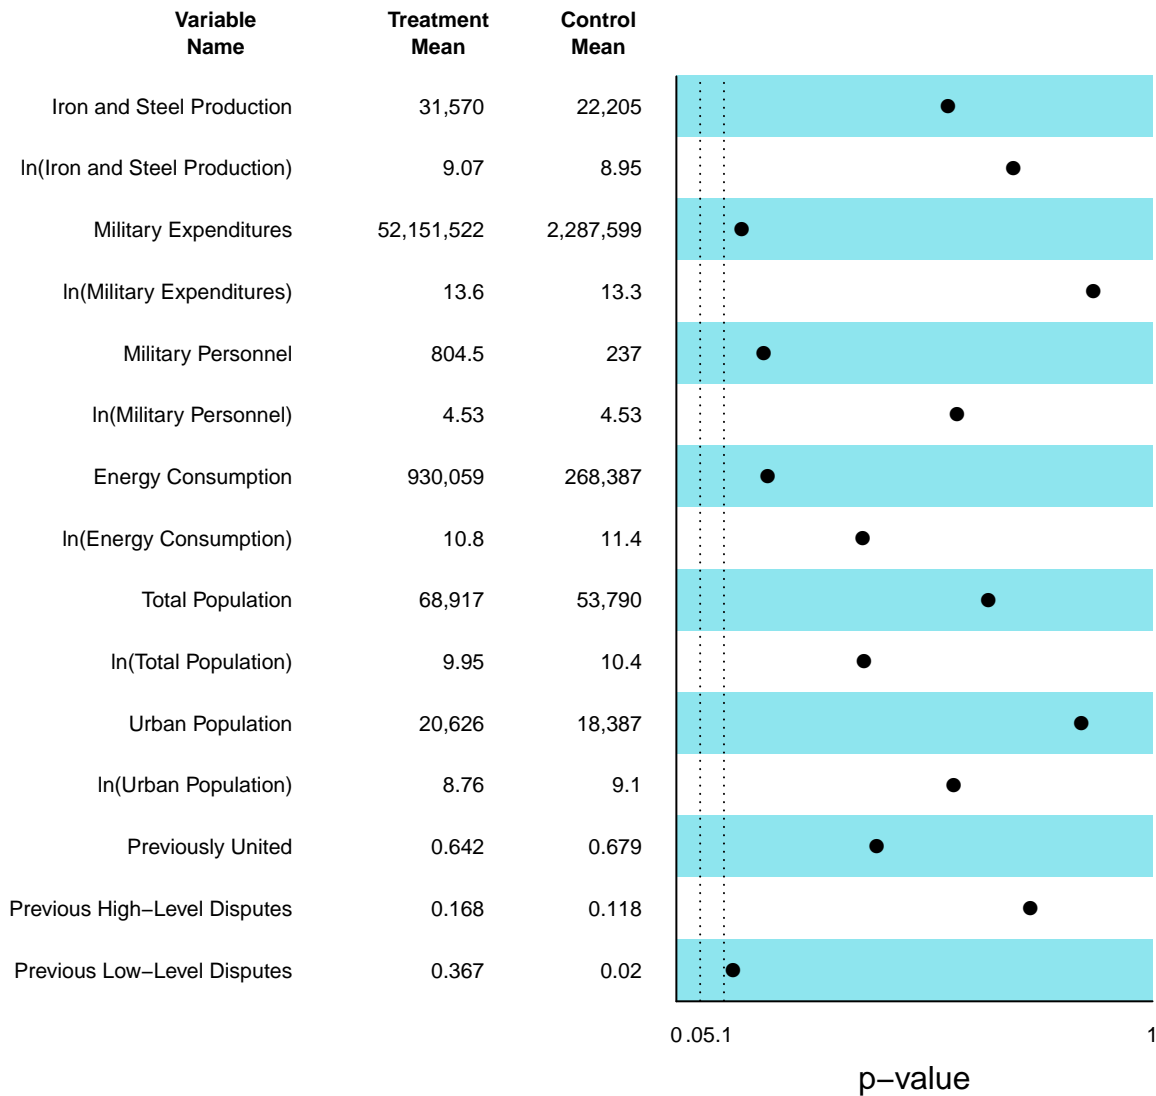 Variable Treatment Control
Name Mean Mean
Iron and Steel Production 31,570 22,205
ln(Iron and Steel Production) 9.07 8.95
Military Expenditures 52,151,522 2,287,599
ln(Military Expenditures) 13.6 13.3
Military Personnel 804.5 237
ln(Military Personnel) 4.53 4.53
Energy Consumption 930,059 268,387
ln(Energy Consumption) 10.8 11.4
Total Population 68,917 53,790
ln(Total Population) 9.95 10.4
Urban Population 20,626 18,387
ln(Urban Population) 8.76 9.1
Previously United 0.642 0.679
Previous High−Level Disputes 0.168 0.118
Previous Low−Level Disputes 0.367 0.02
0 .05 .1 1
p−value